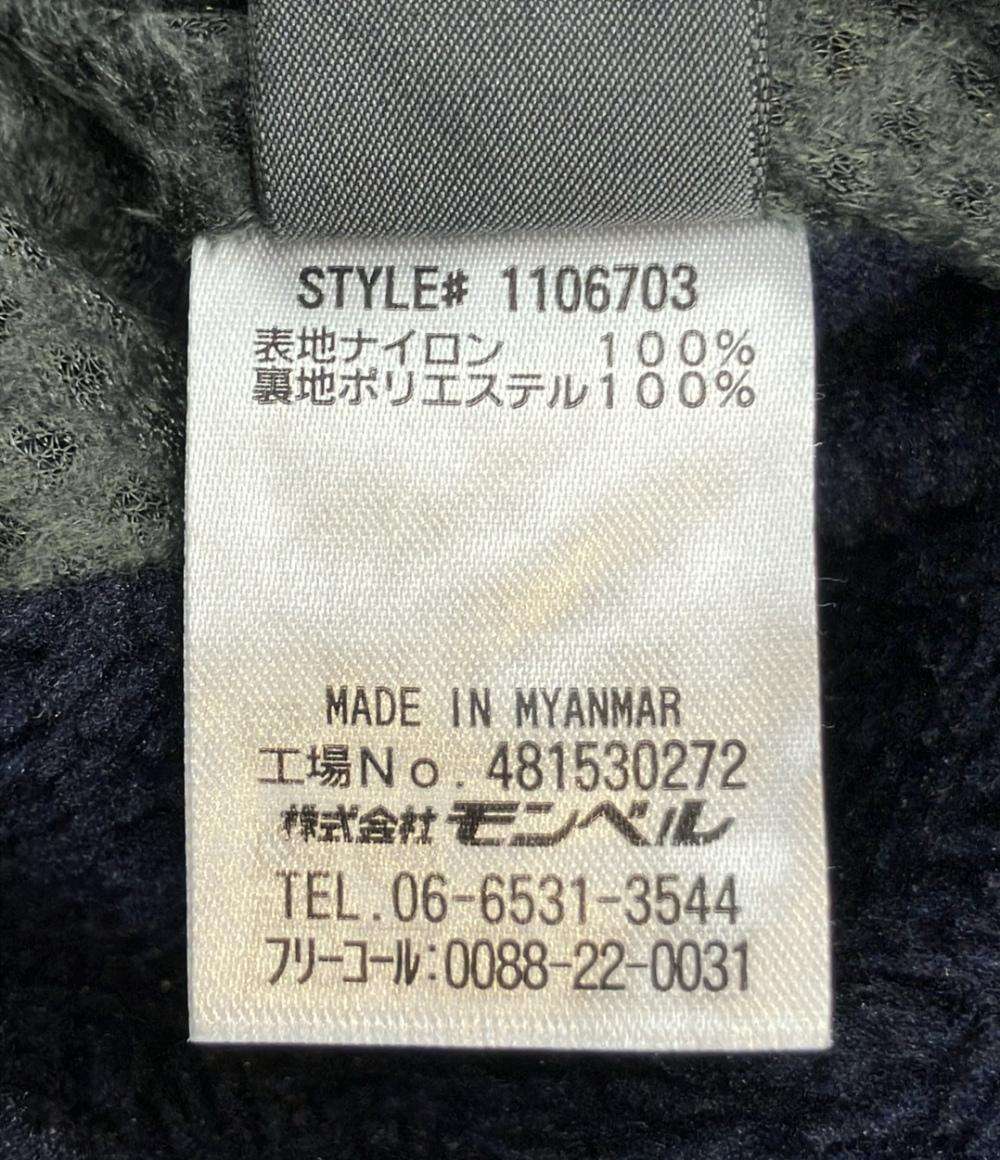 STYLE# 1106703
表地ナイロン 100%
裏地ポリエステル100%
MADE IN MYANMAR
工場No. 481530272
株式会社 モンベル
TEL.06-6531-3544
フリーコール:0088-22-0031